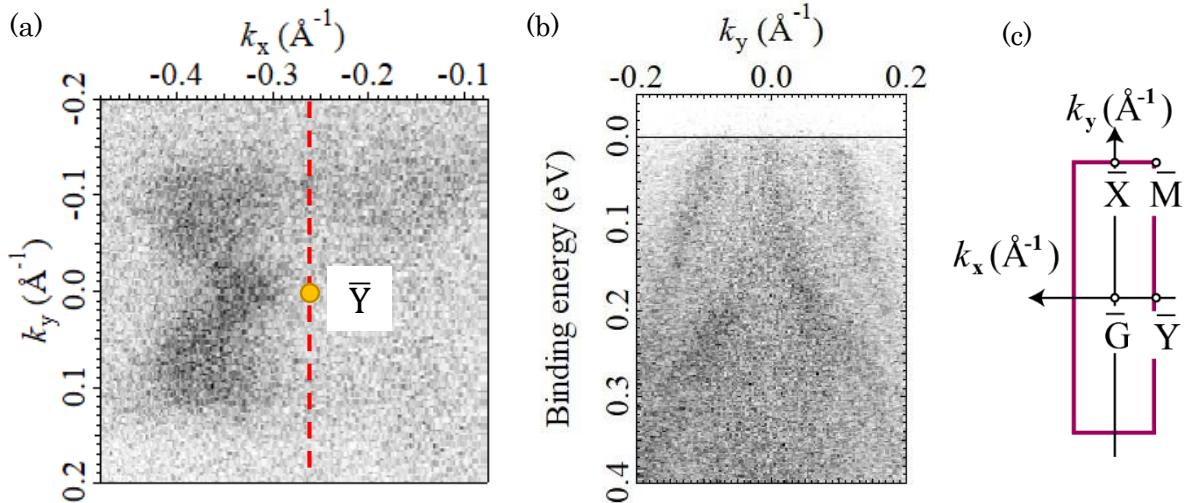 (a)
kx (Å-1)
-0.4 -0.3 -0.2 -0.1
ky (Å-1)
-0.2
-0.1
0.0
0.1
0.2
Y̅
(b)
ky (Å-1)
-0.2 0.0 0.2
Binding energy (eV)
0.0
0.1
0.2
0.3
0.4
(c)
ky (Å-1)
X̅ M̅
kx (Å-1)
G̅ Y̅